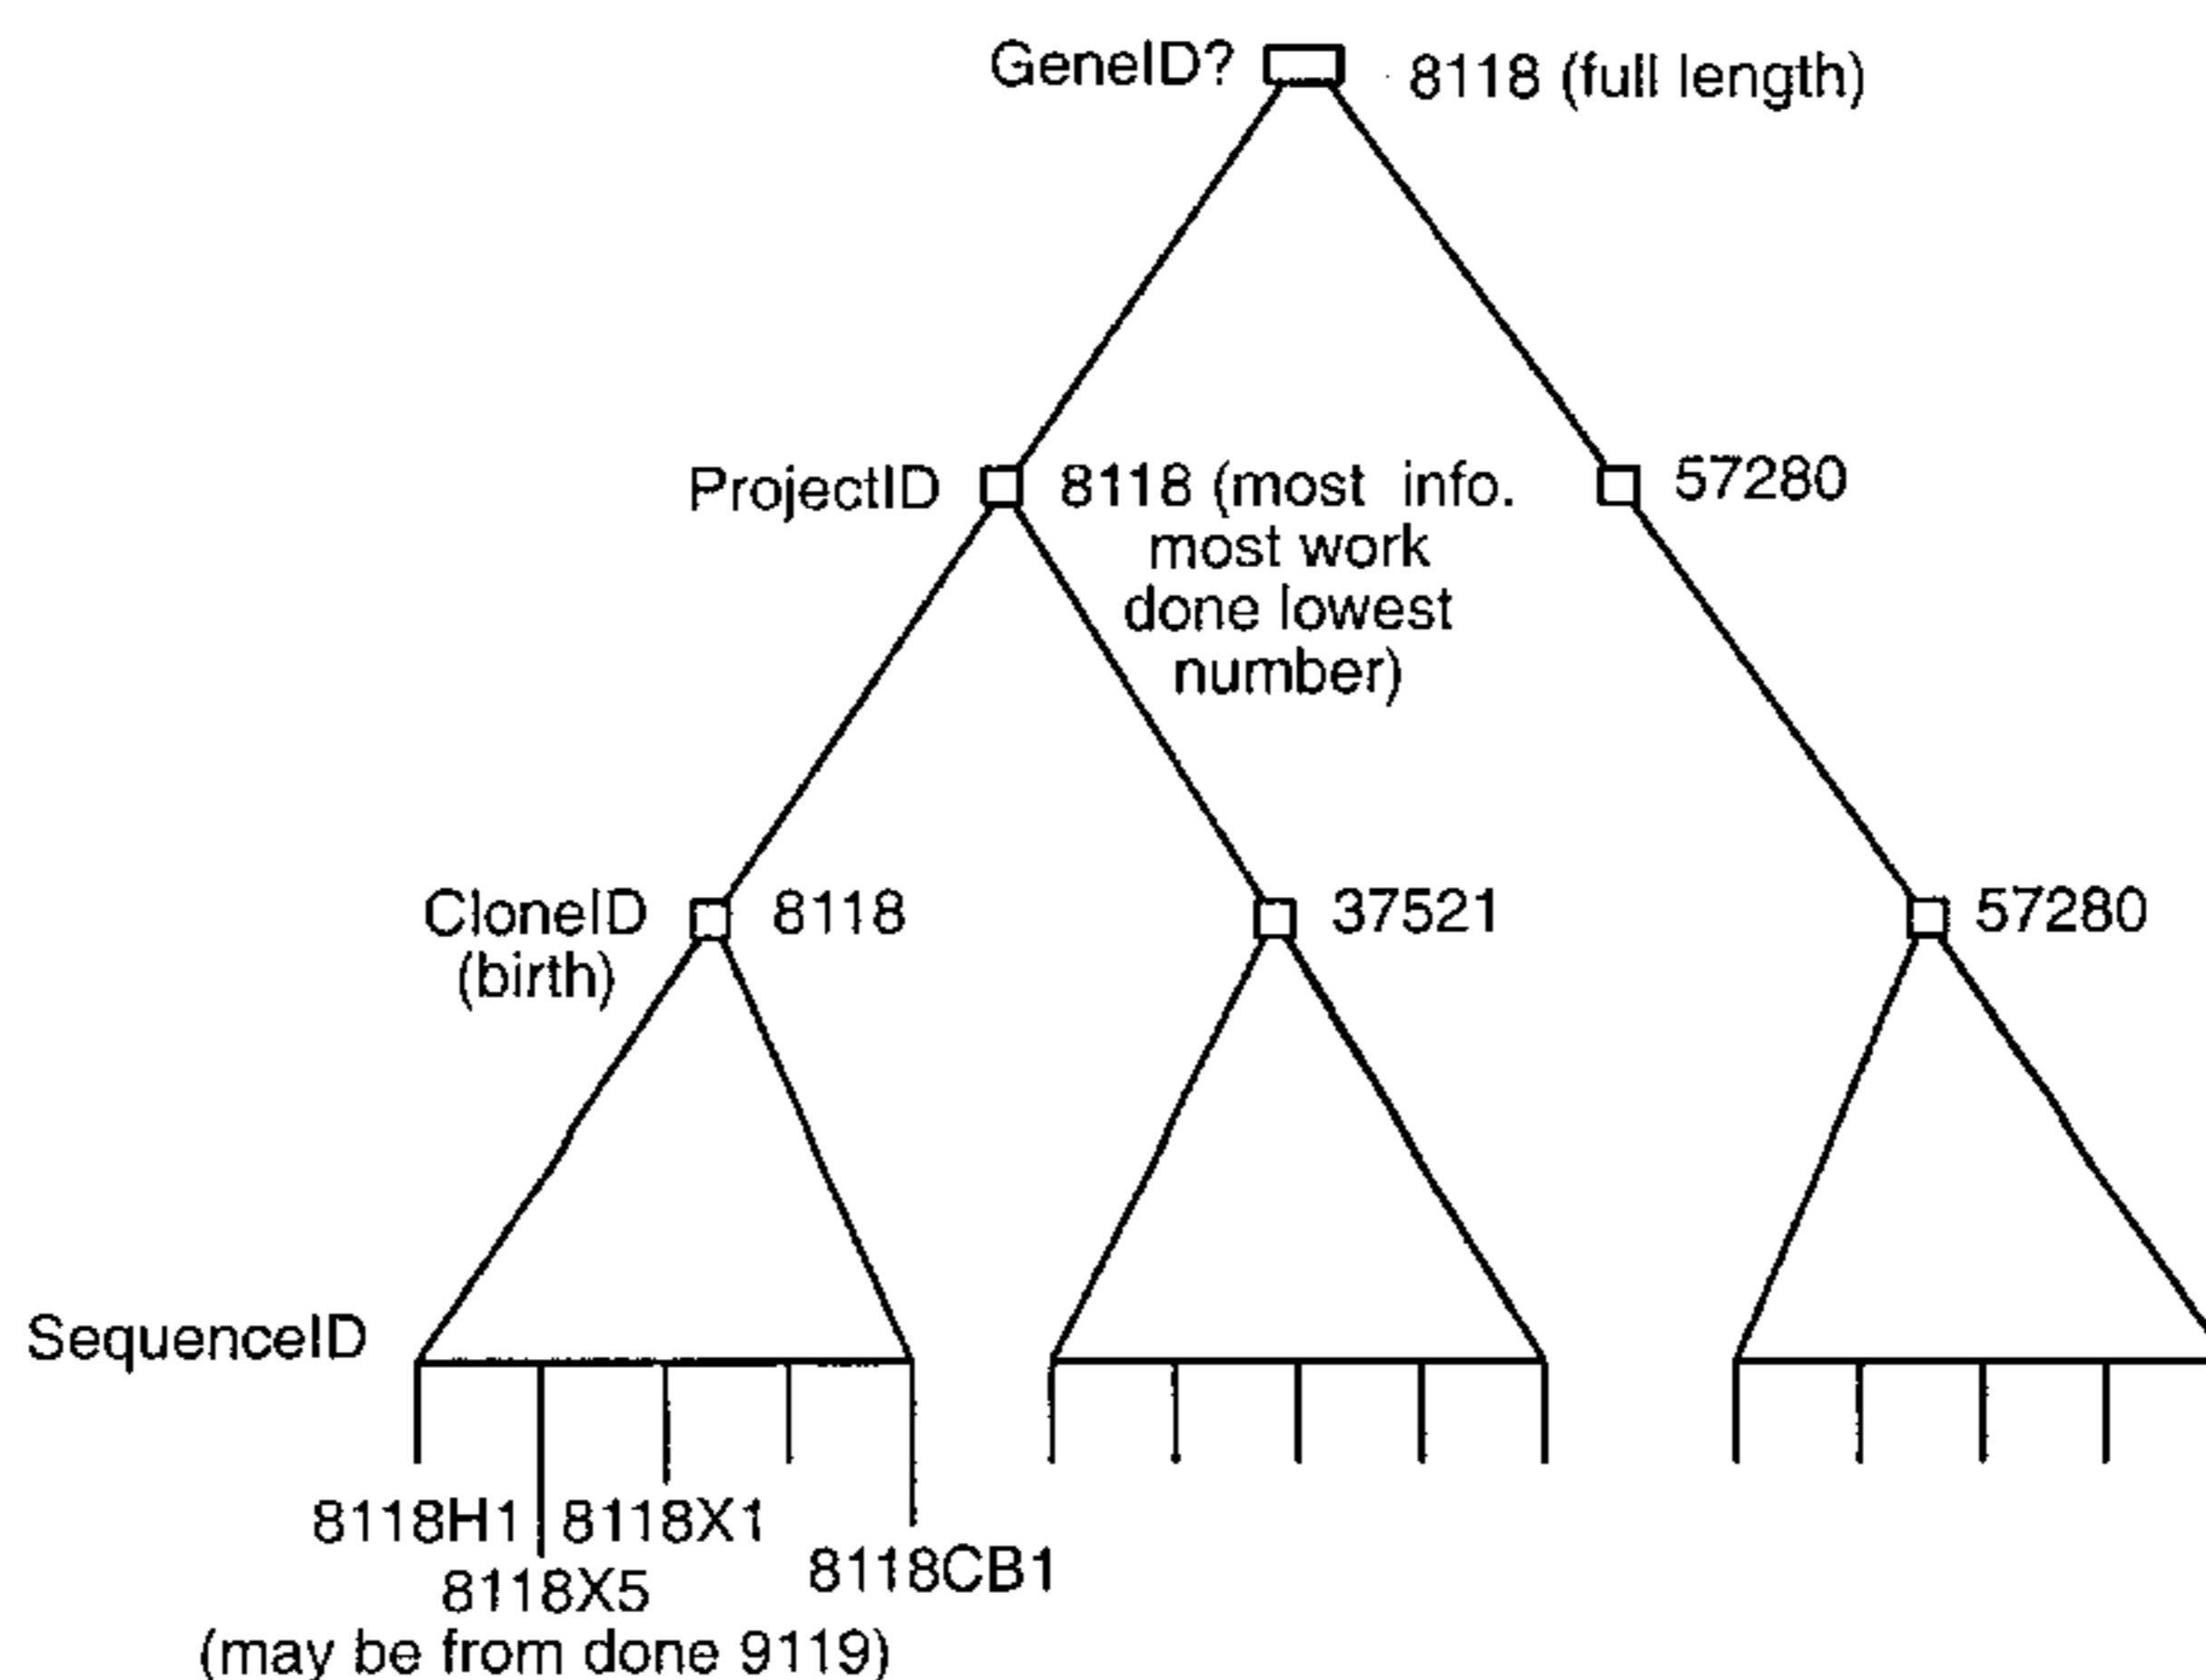 GeneID? 8118 (full length)
ProjectID 8118 (most info. 57280
most work
done lowest
number)
CloneID 8118 37521 57280
(birth)
SequenceID
8118H1 8118X1
8118CB1
8118X5
(may be from done 9119)